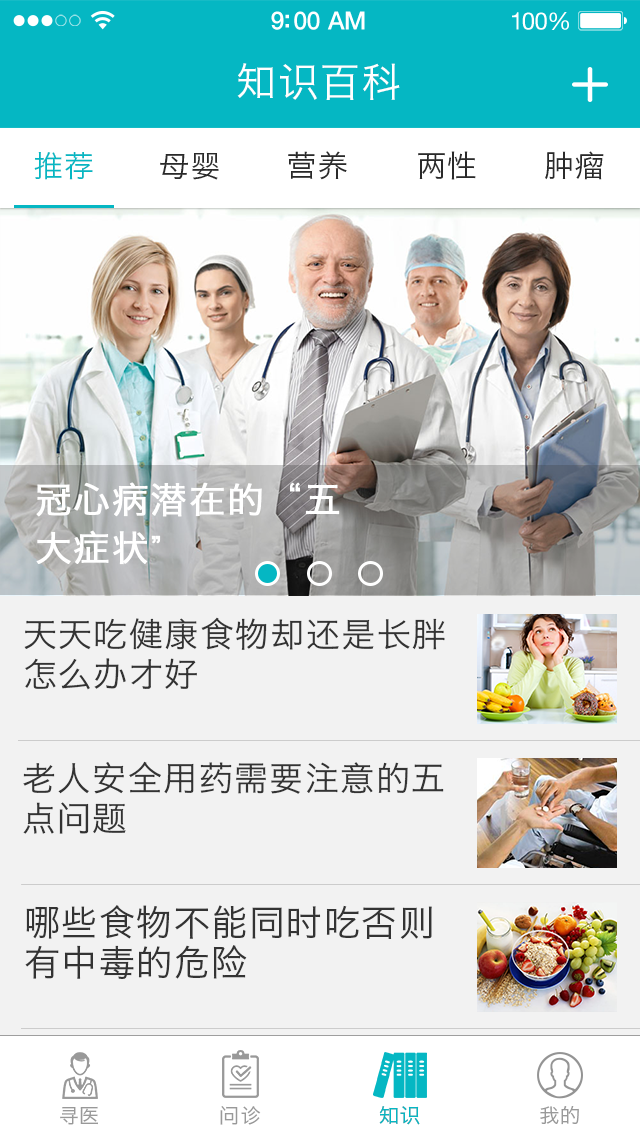 9:00 AM
100%
知识百科
推荐
母婴
营养
两性
肿瘤
冠心病潜在的“五
大症状”
天天吃健康食物却还是长胖
怎么办才好
老人安全用药需要注意的五
点问题
哪些食物不能同时吃否则
有中毒的危险
寻医
问诊
知识
我的